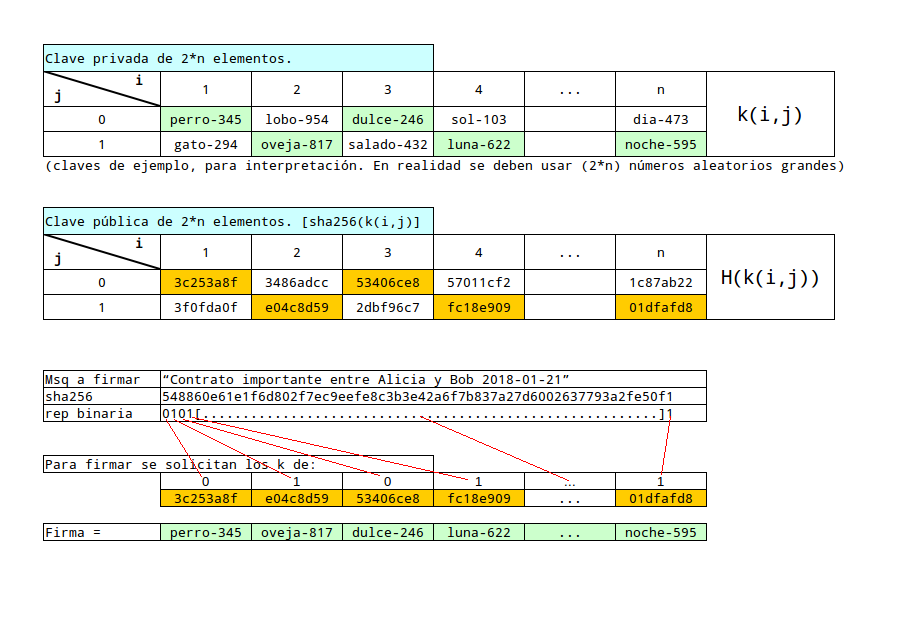 Clave privada de 2*n elementos.
i
j
1 2 3 4 ... n
k(i,j)
0 perro-345 lobo-954 dulce-246 sol-103 dia-473
1 gato-294 oveja-817 salado-432 luna-622 noche-595
(claves de ejemplo, para interpretación. En realidad se deben usar (2*n) números aleatorios grandes)
Clave pública de 2*n elementos. [sha256(k(i,j)]
i
j
1 2 3 4 ... n
H(k(i,j))
0 3c253a8f 3486adcc 53406ce8 57011cf2 1c87ab22
1 3f0fda0f e04c8d59 2dbf96c7 fc18e909 01dfafd8
Msq a firmar “Contrato importante entre Alicia y Bob 2018-01-21”
sha256 548860e61e1f6d802f7ec9eefe8c3b3e42a6f7b837a27d6002637793a2fe50f1
rep binaria 0101[........................................................]1
Para firmar se solicitan los k de:
0 1 0 1 ... 1
3c253a8f e04c8d59 53406ce8 fc18e909 ... 01dfafd8
Firma = perro-345 oveja-817 dulce-246 luna-622 ... noche-595